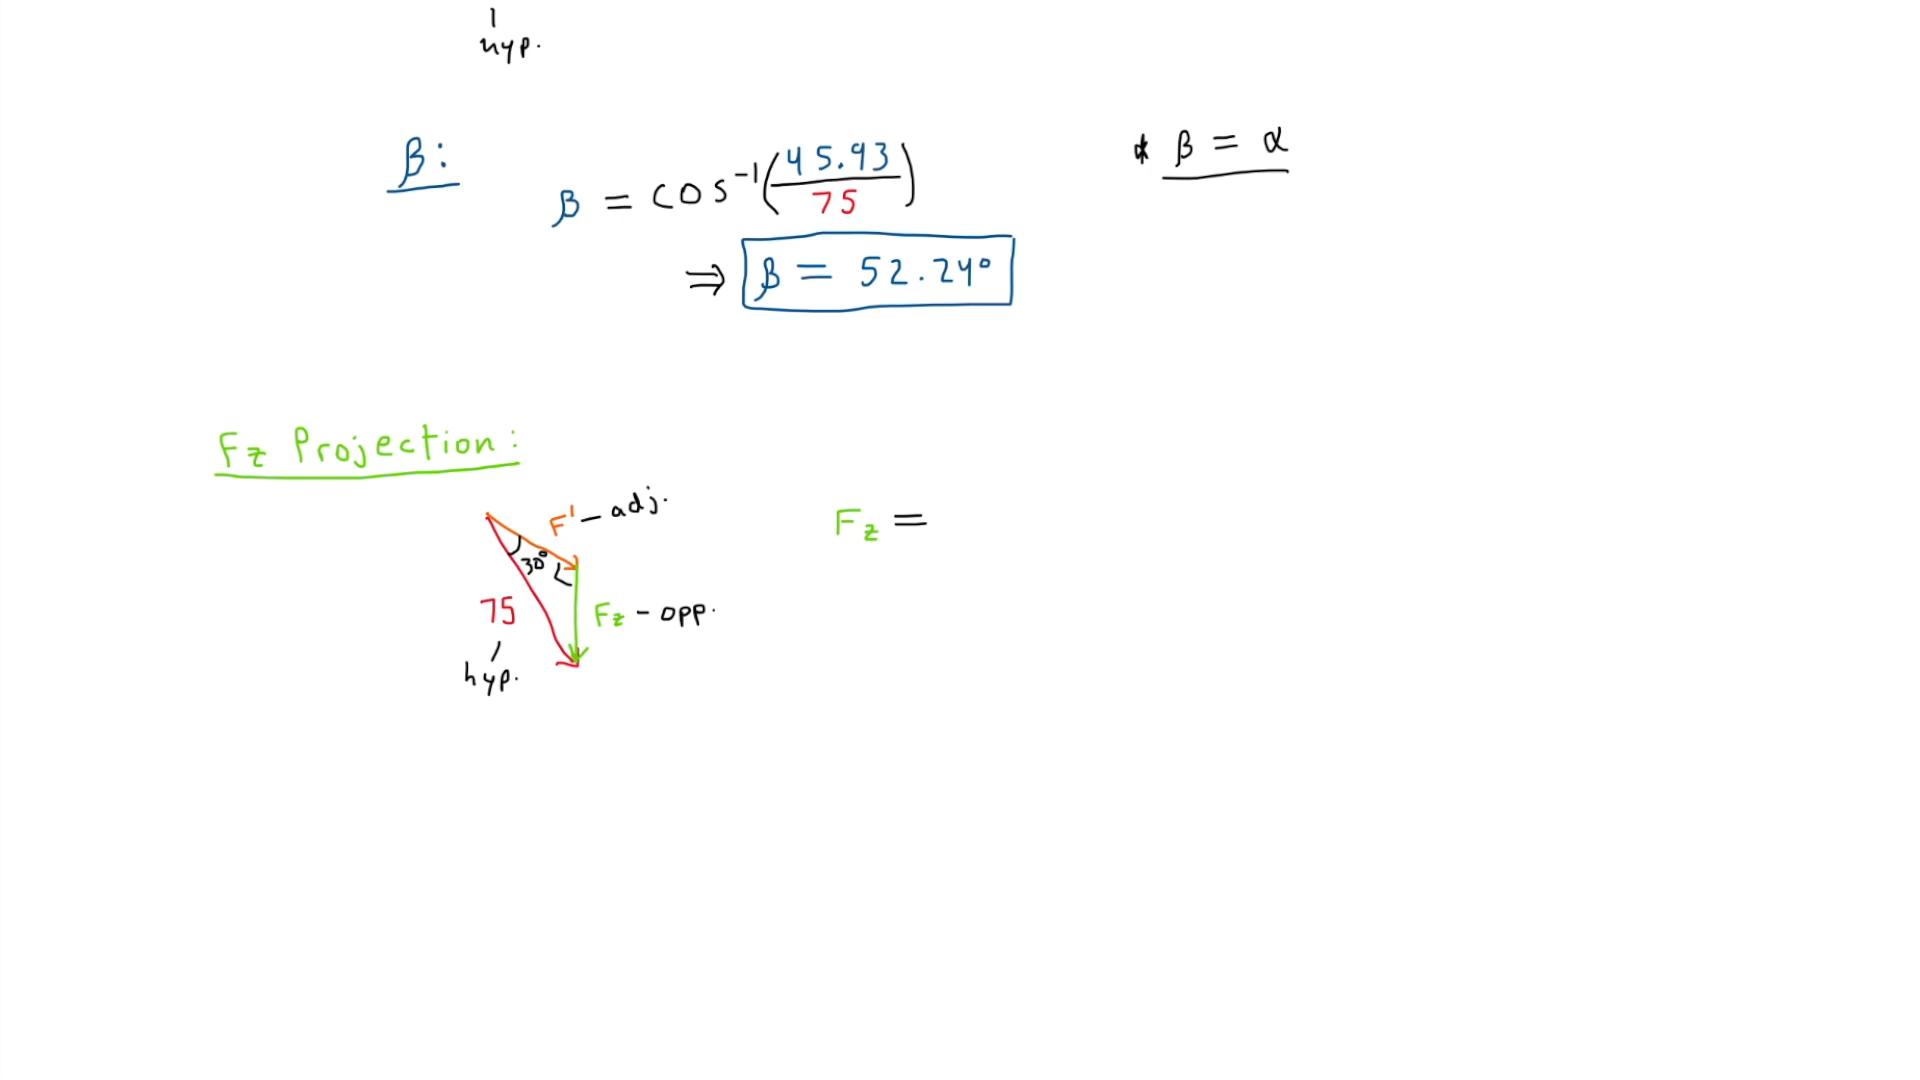 hyp.
β:
β = cos⁻¹(45.93/75)
* β = α
⇒ β = 52.24°
Fz Projection:
F' - adj.
Fz =
30°
75
Fz - opp.
hyp.